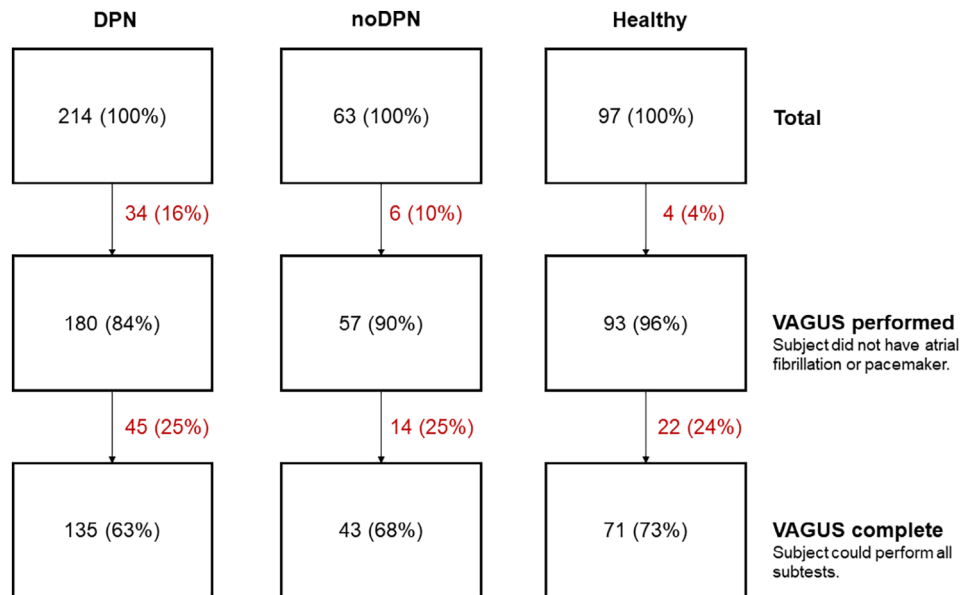 DPN
noDPN
Healthy
214 (100%)
63 (100%)
97 (100%)
Total
34 (16%)
6 (10%)
4 (4%)
180 (84%)
57 (90%)
93 (96%)
VAGUS performed
Subject did not have atrial
fibrillation or pacemaker.
45 (25%)
14 (25%)
22 (24%)
135 (63%)
43 (68%)
71 (73%)
VAGUS complete
Subject could perform all
subtests.